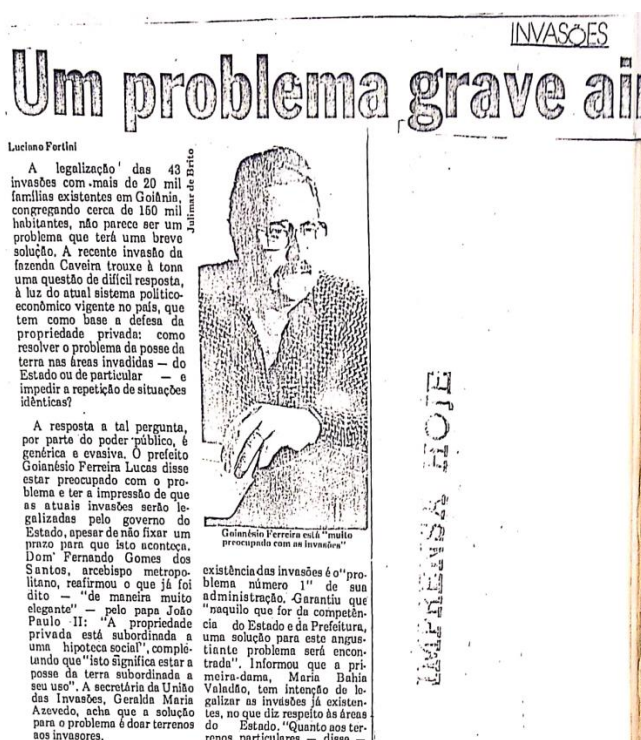 INVASÕES
Um problema grave ai
Luciano Fortini
A legalização das 43
invasões com mais de 20 mil
famílias existentes em Goiânia,
congregando cerca de 150 mil
habitantes, não parece ser um
problema que terá uma breve
solução. A recente invasão da
fazenda Caveira trouxe à tona
uma questão de difícil resposta,
à luz do atual sistema político-
econômico vigente no país, que
tem como base a defesa da
propriedade privada: como
resolver o problema da posse da
terra nas áreas invadidas — do
Estado ou de particular — e
impedir a repetição de situações
idênticas?
A resposta a tal pergunta,
por parte do poder público, é
genérica e evasiva. O prefeito
Goianésio Ferreira Lucas disse
estar preocupado com o pro-
blema e ter a impressão de que
as atuais invasões serão le-
galizadas pelo governo do
Estado, apesar de não fixar um
prazo para que isto aconteça.
Dom Fernando Gomes dos
Santos, arcebispo metropo-
litano, reafirmou o que já foi
dito — "de maneira muito
elegante" — pelo papa João
Paulo II: "A propriedade
privada está subordinada a
uma hipoteca social", comple-
tando que "isto significa estar a
posse da terra subordinada a
seu uso". A secretária da União
das Invasões, Geralda Maria
Azevedo, acha que a solução
para o problema é doar terrenos
aos invasores.
Julimar de Brito
Goianésio Ferreira está "muito
preocupado com as invasões"
existência das invasões é o "pro-
blema número 1" de sua
administração. Garantiu que
"naquilo que for da competên-
cia do Estado e da Prefeitura,
uma solução para este angus-
tiante problema será encon-
trada". Informou que a pri-
meira-dama, Maria Bahia
Valadão, tem intenção de le-
galizar as invasões já existen-
tes, no que diz respeito às áreas
do Estado. "Quanto aos ter-
renos particulares — disse —
IMPRENSA HOJE